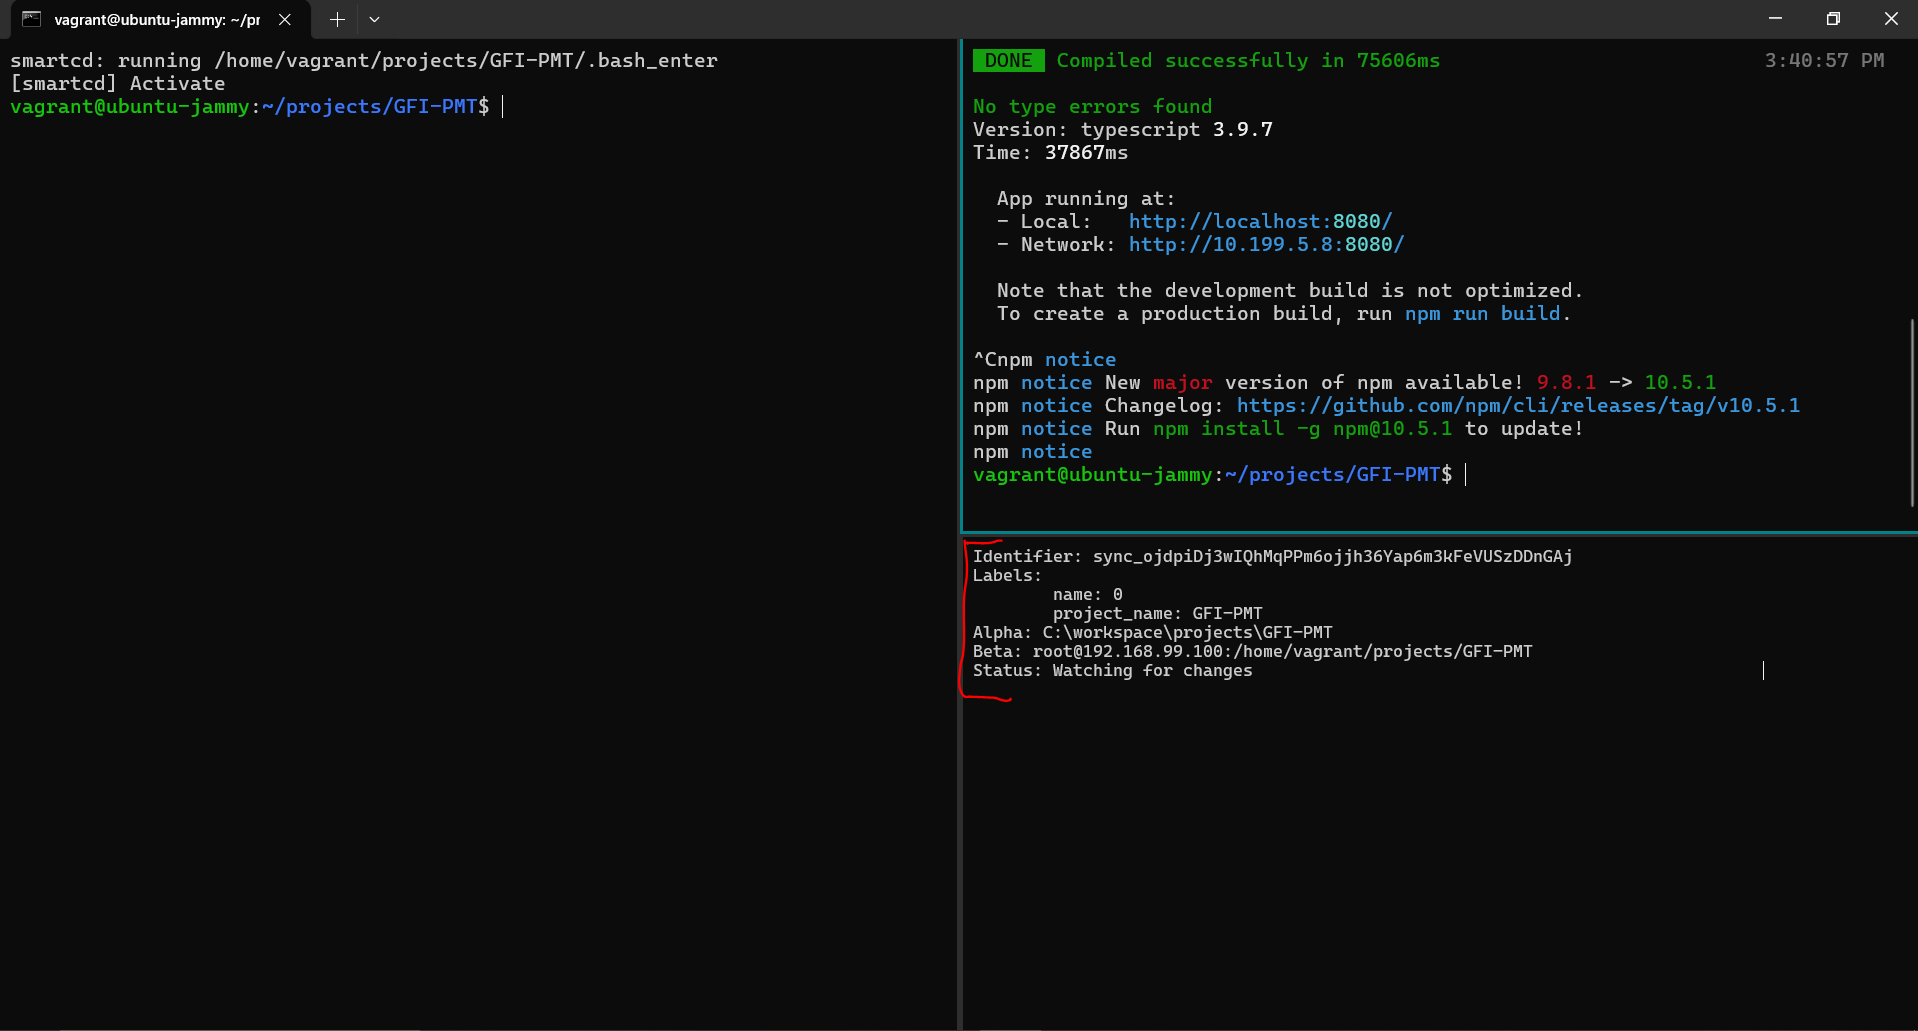 vagrant@ubuntu-jammy: ~/pr
smartcd: running /home/vagrant/projects/GFI-PMT/.bash_enter
[smartcd] Activate
vagrant@ubuntu-jammy:~/projects/GFI-PMT$
DONE Compiled successfully in 75606ms 3:40:57 PM
No type errors found
Version: typescript 3.9.7
Time: 37867ms
App running at:
- Local: http://localhost:8080/
- Network: http://10.199.5.8:8080/
Note that the development build is not optimized.
To create a production build, run npm run build.
^Cnpm notice
npm notice New major version of npm available! 9.8.1 -> 10.5.1
npm notice Changelog: https://github.com/npm/cli/releases/tag/v10.5.1
npm notice Run npm install -g npm@10.5.1 to update!
npm notice
vagrant@ubuntu-jammy:~/projects/GFI-PMT$
Identifier: sync_ojdpiDj3wIQhMqPPm6ojjh36Yap6m3kFeVUSzDDnGAj
Labels:
name: 0
project_name: GFI-PMT
Alpha: C:\workspace\projects\GFI-PMT
Beta: root@192.168.99.100:/home/vagrant/projects/GFI-PMT
Status: Watching for changes